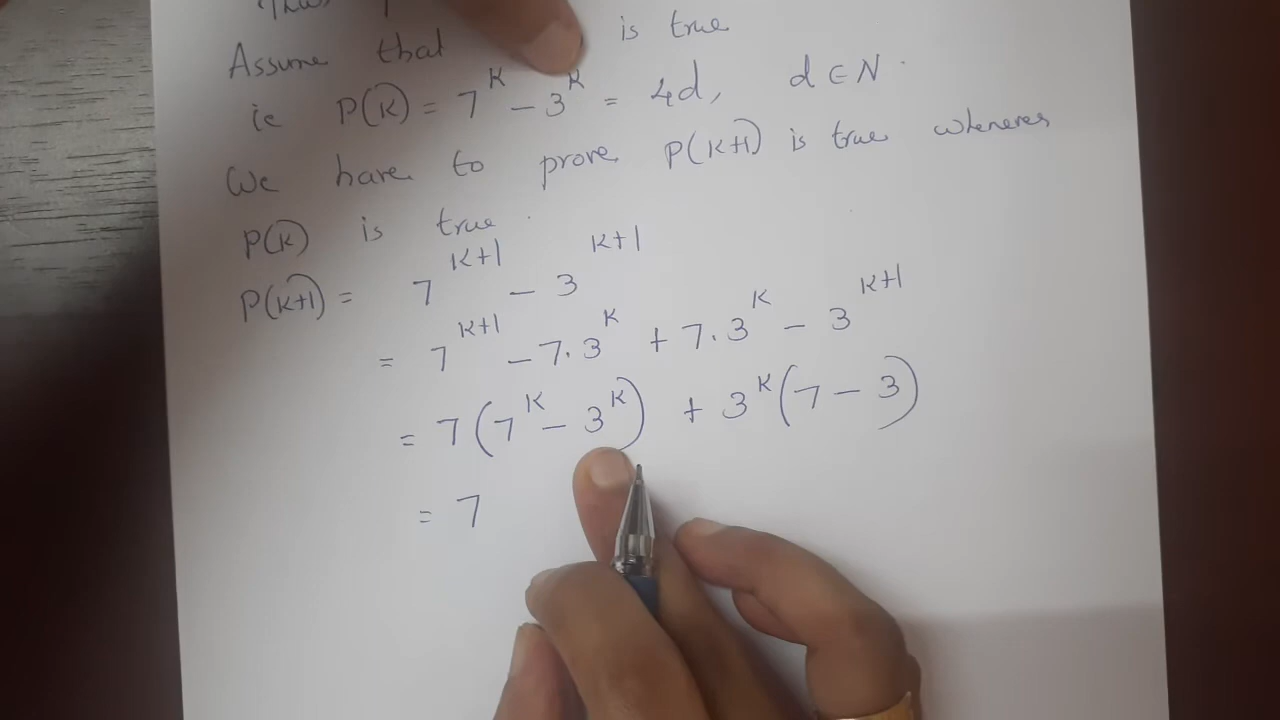 Thus
Assume that is true
ie P(k) = 7^k - 3^k = 4d, d ∈ N.
We have to prove P(k+1) is true whenever
P(k) is true.
P(k+1) = 7^{k+1} - 3^{k+1}
= 7^{k+1} - 7.3^k + 7.3^k - 3^{k+1}
= 7(7^k - 3^k) + 3^k(7 - 3)
= 7